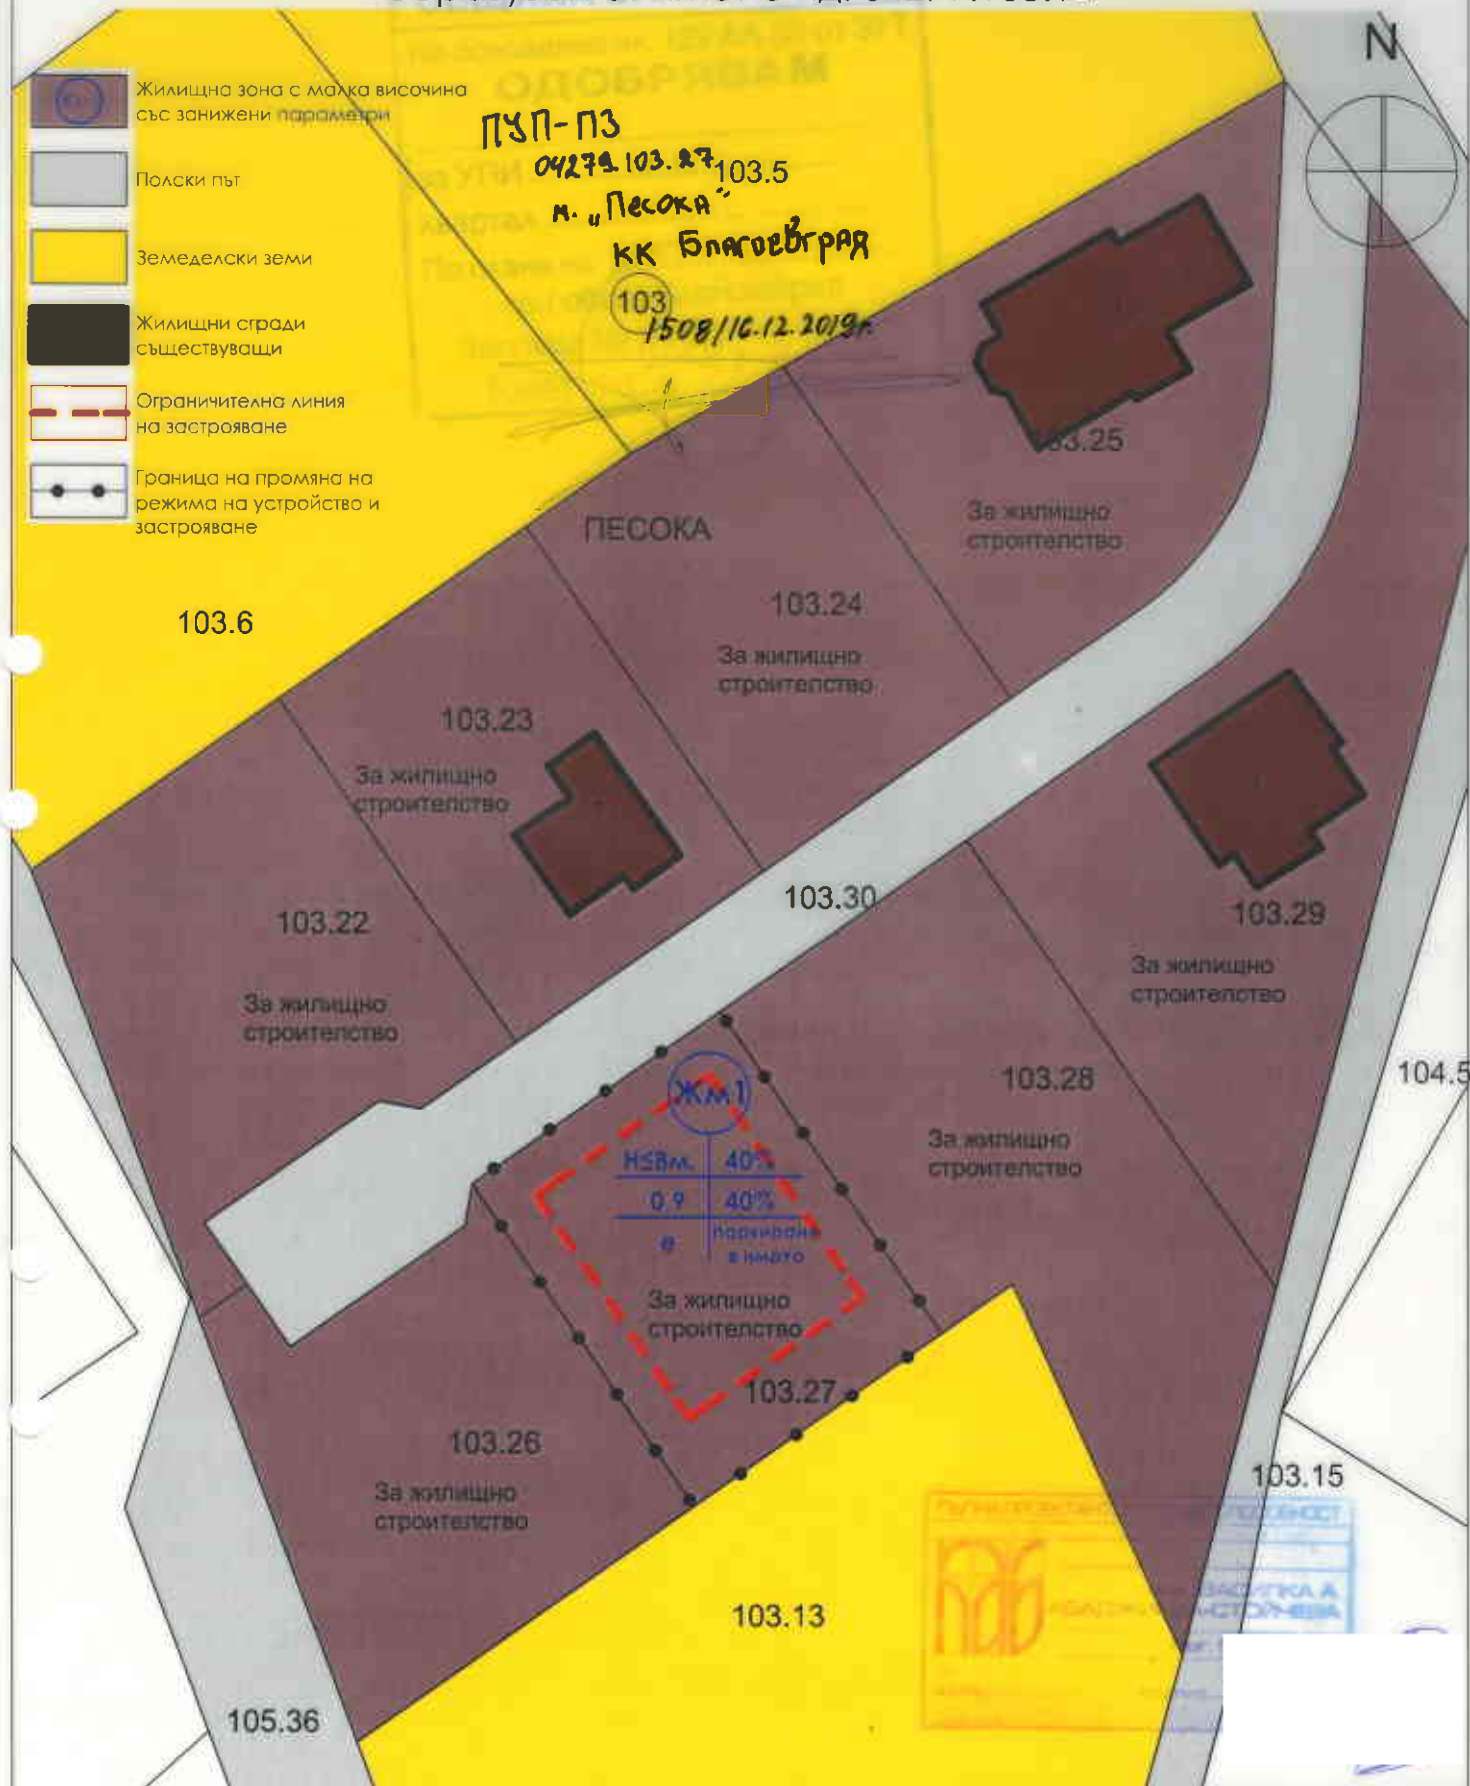 ОДОБРЯВАМ
N
Жилищна зона с малка височина
със занижени параметри
Полски път
Земеделски земи
Жилищни сгради
съществуващи
Ограничителна линия
на застрояване
Граница на промяна на
режима на устройство и
застрояване
ПУП-ПЗ
04279.103.27
м. "Песока"
КК Благоевград
103.5
103
1508/16.12.2019г.
103.6
ПЕСОКА
103.25
За жилищно
строителство
103.24
За жилищно
строителство
103.23
За жилищно
строителство
103.22
За жилищно
строителство
103.30
103.29
За жилищно
строителство
103.28
За жилищно
строителство
104.5
ЖМ1
H≤8м. 40%
0,9 40%
е паркиране
в имота
За жилищно
строителство
103.27
103.26
За жилищно
строителство
103.15
103.13
105.36
ВАСИЛКА А